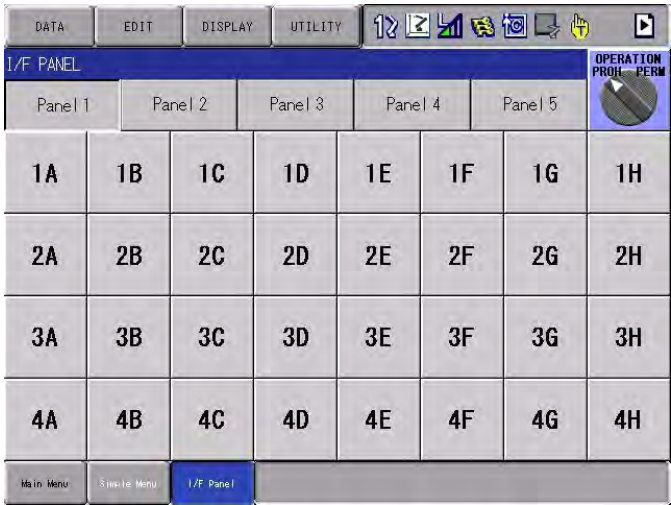 DATA EDIT DISPLAY UTILITY
I/F PANEL
OPERATION
PROH PERM
Panel 1 Panel 2 Panel 3 Panel 4 Panel 5
1A 1B 1C 1D 1E 1F 1G 1H
2A 2B 2C 2D 2E 2F 2G 2H
3A 3B 3C 3D 3E 3F 3G 3H
4A 4B 4C 4D 4E 4F 4G 4H
Main Menu Simple Menu I/F Panel